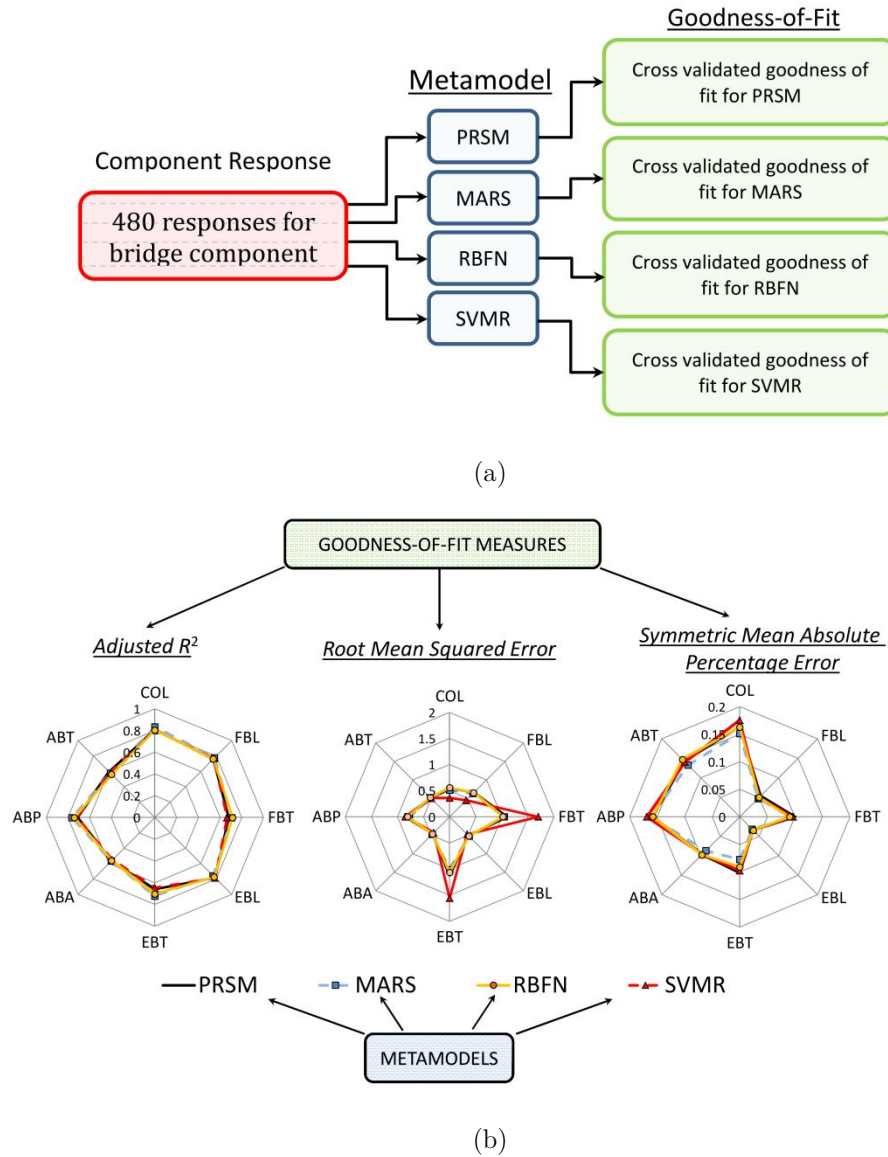 Goodness-of-Fit
Metamodel
Component Response
480 responses for
bridge component
PRSM
MARS
RBFN
SVMR
Cross validated goodness of
fit for PRSM
Cross validated goodness of
fit for MARS
Cross validated goodness of
fit for RBFN
Cross validated goodness of
fit for SVMR
(a)
GOODNESS-OF-FIT MEASURES
Adjusted R²
COL
1
0.8
0.6
0.4
0.2
0
FBL
FBT
EBL
EBT
ABA
ABP
ABT
Root Mean Squared Error
COL
2
1.5
1
0.5
0
FBL
FBT
EBL
EBT
ABA
ABP
ABT
Symmetric Mean Absolute
Percentage Error
COL
0.2
0.15
0.1
0.05
0
FBL
FBT
EBL
EBT
ABA
ABP
ABT
PRSM MARS RBFN SVMR
METAMODELS
(b)